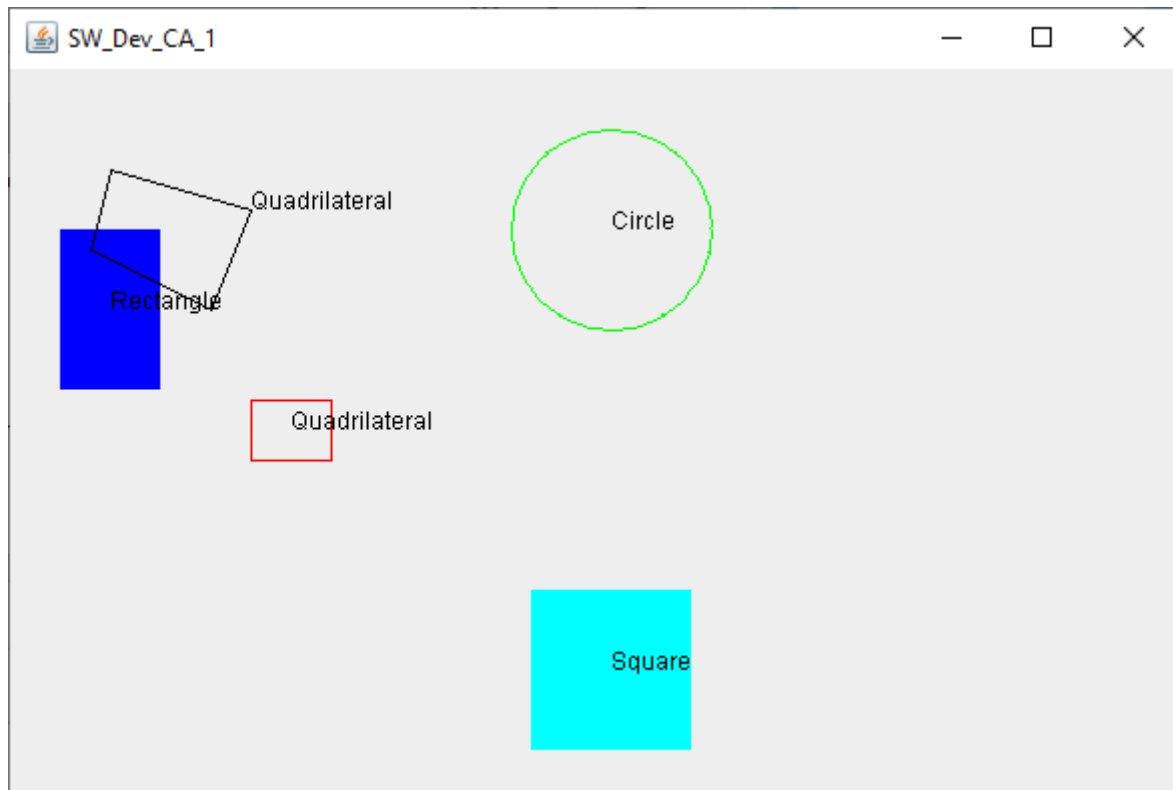 SW_Dev_CA_1
Quadrilateral
Circle
Rectangle
Quadrilateral
Square